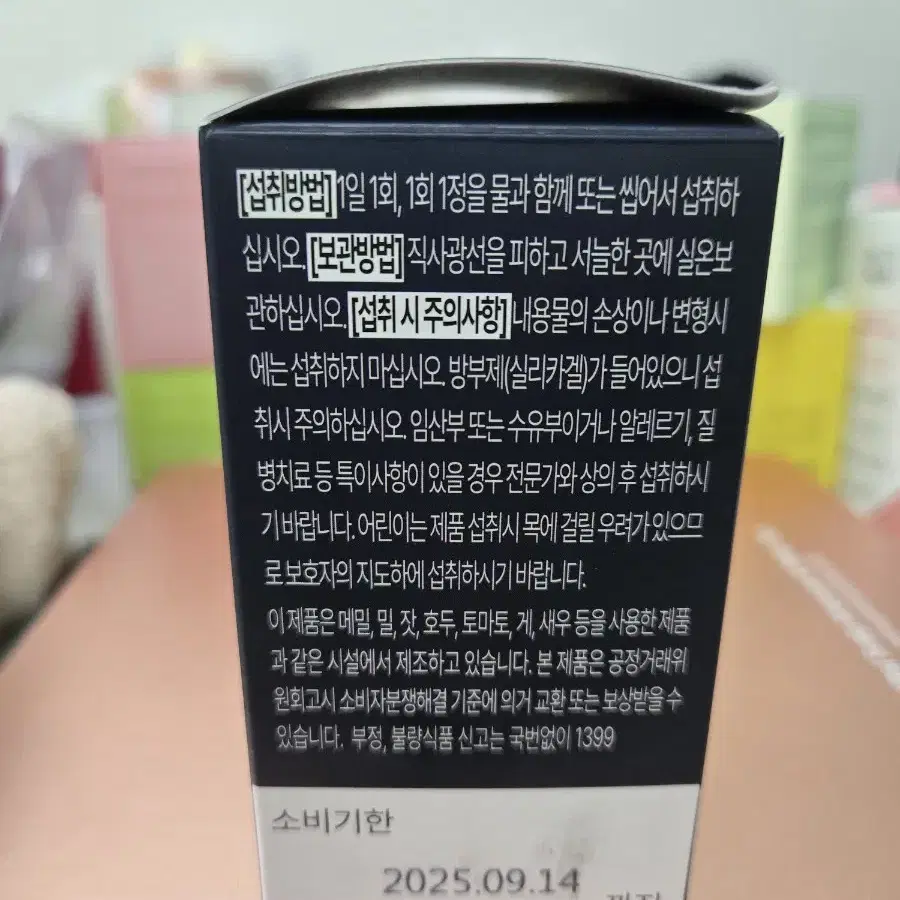 [섭취방법]1일 1회, 1회 1정을 물과 함께 또는 씹어서 섭취하
십시오. [보관방법] 직사광선을 피하고 서늘한 곳에 실온보
관하십시오. [섭취 시 주의사항] 내용물의 손상이나 변형시
에는 섭취하지 마십시오. 방부제(실리카겔)가 들어있으니 섭
취시 주의하십시오. 임산부 또는 수유부이거나 알레르기, 질
병치료 등 특이사항이 있을 경우 전문가와 상의 후 섭취하시
기 바랍니다. 어린이는 제품 섭취시 목에 걸릴 우려가 있으므
로 보호자의 지도하에 섭취하시기 바랍니다.
이 제품은 메밀, 밀, 잣, 호두, 토마토, 게, 새우 등을 사용한 제품
과 같은 시설에서 제조하고 있습니다. 본 제품은 공정거래위
원회고시 소비자분쟁해결 기준에 의거 교환 또는 보상받을 수
있습니다. 부정, 불량식품 신고는 국번없이 1399
소비기한
2025.09.14
까지